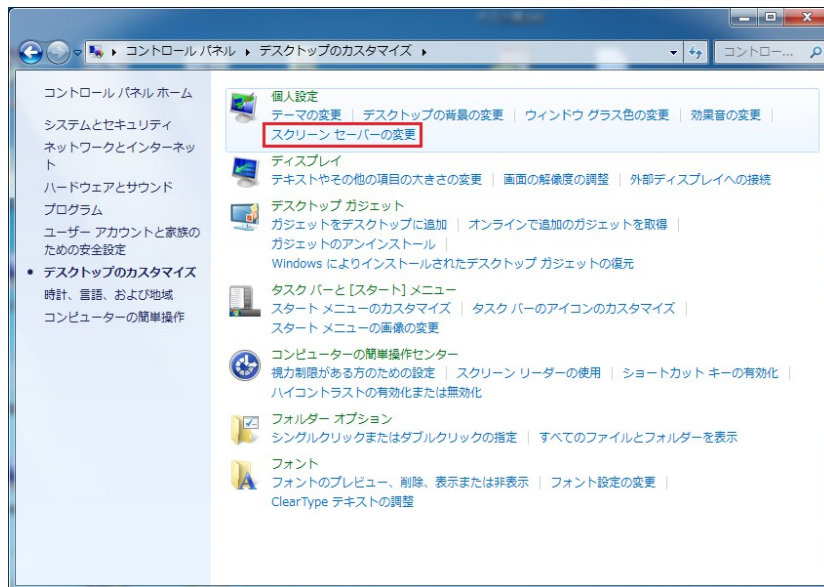 コントロール パネル ▸ デスクトップのカスタマイズ ▸
コントロー...
コントロール パネル ホーム
システムとセキュリティ
ネットワークとインターネッ
ト
ハードウェアとサウンド
プログラム
ユーザー アカウントと家族の
ための安全設定
デスクトップのカスタマイズ
時計、言語、および地域
コンピューターの簡単操作
個人設定
テーマの変更 | デスクトップの背景の変更 | ウィンドウ グラス色の変更 | 効果音の変更 |
スクリーン セーバーの変更
ディスプレイ
テキストやその他の項目の大きさの変更 | 画面の解像度の調整 | 外部ディスプレイへの接続
デスクトップ ガジェット
ガジェットをデスクトップに追加 | オンラインで追加のガジェットを取得 |
ガジェットのアンインストール |
Windows によりインストールされたデスクトップ ガジェットの復元
タスク バーと [スタート] メニュー
スタート メニューのカスタマイズ | タスク バーのアイコンのカスタマイズ |
スタート メニューの画像の変更
コンピューターの簡単操作センター
視力制限がある方のための設定 | スクリーン リーダーの使用 | ショートカット キーの有効化 |
ハイコントラストの有効化または無効化
フォルダー オプション
シングルクリックまたはダブルクリックの指定 | すべてのファイルとフォルダーを表示
フォント
フォントのプレビュー、削除、表示または非表示 | フォント設定の変更 |
ClearType テキストの調整